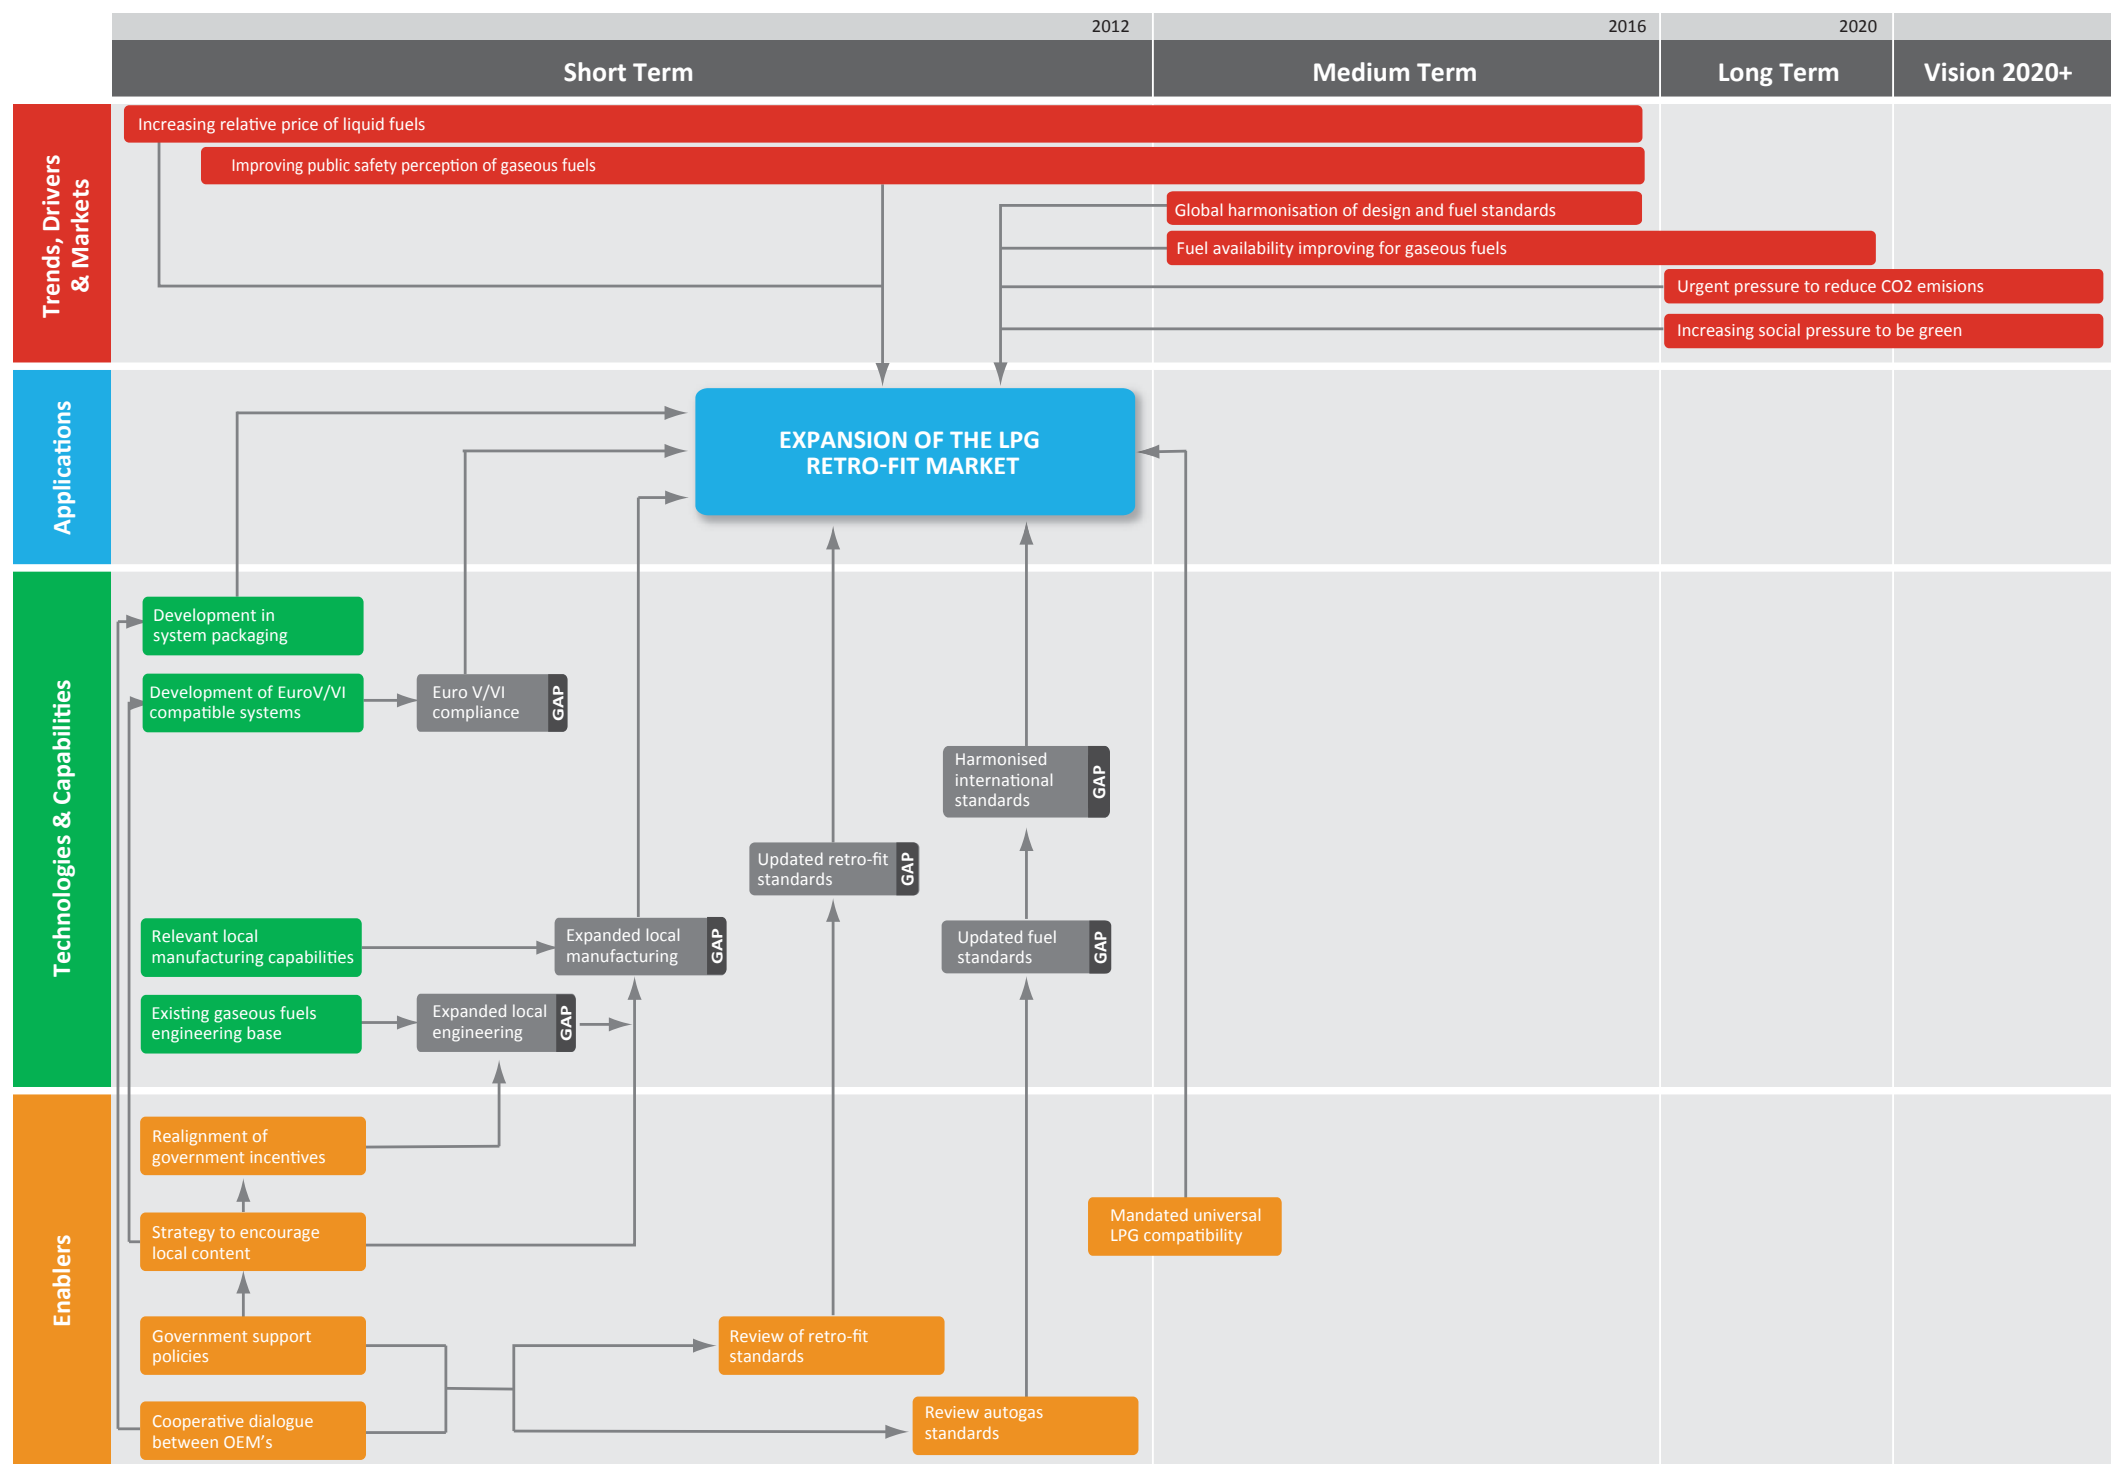 2012
2016
2020
Short Term
Medium Term
Long Term
Vision 2020+
Trends, Drivers
& Markets
Increasing relative price of liquid fuels
Improving public safety perception of gaseous fuels
Global harmonisation of design and fuel standards
Fuel availability improving for gaseous fuels
Urgent pressure to reduce CO2 emisions
Increasing social pressure to be green
Applications
EXPANSION OF THE LPG
RETRO-FIT MARKET
Technologies & Capabilities
Development in
system packaging
Development of EuroV/VI
compatible systems
Euro V/VI
compliance
GAP
Harmonised
international
standards
GAP
Updated retro-fit
standards
GAP
Relevant local
manufacturing capabilities
Expanded local
manufacturing
GAP
Updated fuel
standards
GAP
Existing gaseous fuels
engineering base
Expanded local
engineering
GAP
Enablers
Realignment of
government incentives
Strategy to encourage
local content
Mandated universal
LPG compatibility
Government support
policies
Review of retro-fit
standards
Cooperative dialogue
between OEM's
Review autogas
standards